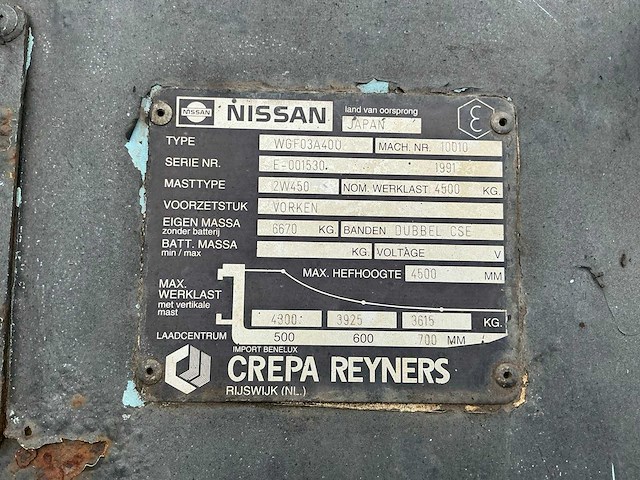 NISSAN NISSAN land van oorsprong
JAPAN
TYPE WGF03A40U MACH. NR. 10010
SERIE NR. E-001530 1991
MASTTYPE 2W450 NOM. WERKLAST 4500 KG.
VOORZETSTUK VORKEN
EIGEN MASSA 6670 KG. BANDEN DUBBEL CSE
zonder batterij
BATT. MASSA KG. VOLTAGE V
min / max
MAX. HEFHOOGTE 4500 MM
MAX.
WERKLAST
met vertikale
mast 4300 3925 3615 KG.
LAADCENTRUM 500 600 700 MM
IMPORT BENELUX
CREPA REYNERS
RIJSWIJK (NL.)